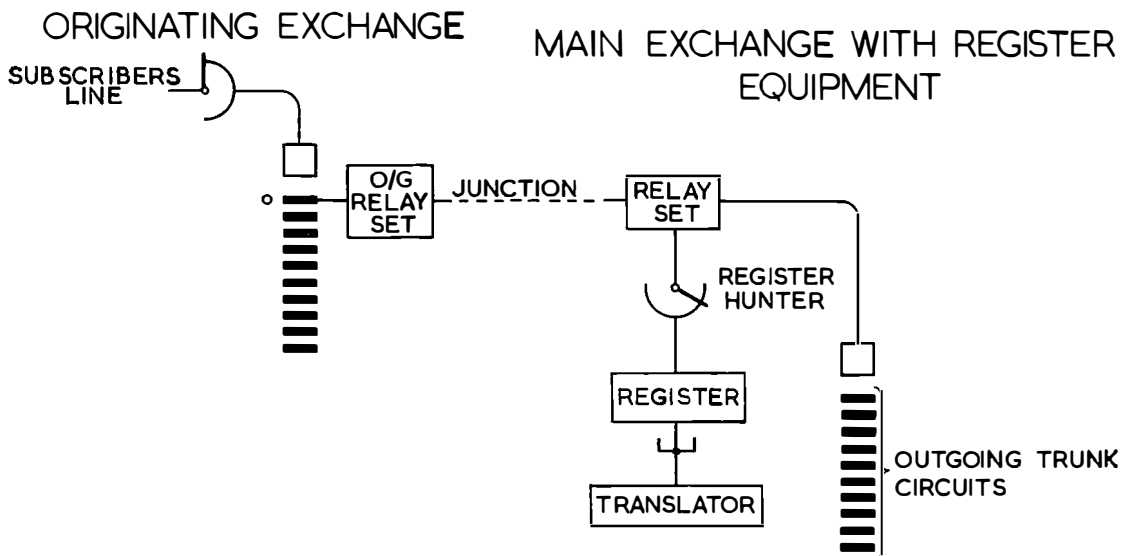 ORIGINATING EXCHANGE
MAIN EXCHANGE WITH REGISTER
EQUIPMENT
SUBSCRIBERS
LINE
O
O/G
RELAY
SET
JUNCTION
RELAY
SET
REGISTER
HUNTER
REGISTER
TRANSLATOR
OUTGOING TRUNK
CIRCUITS